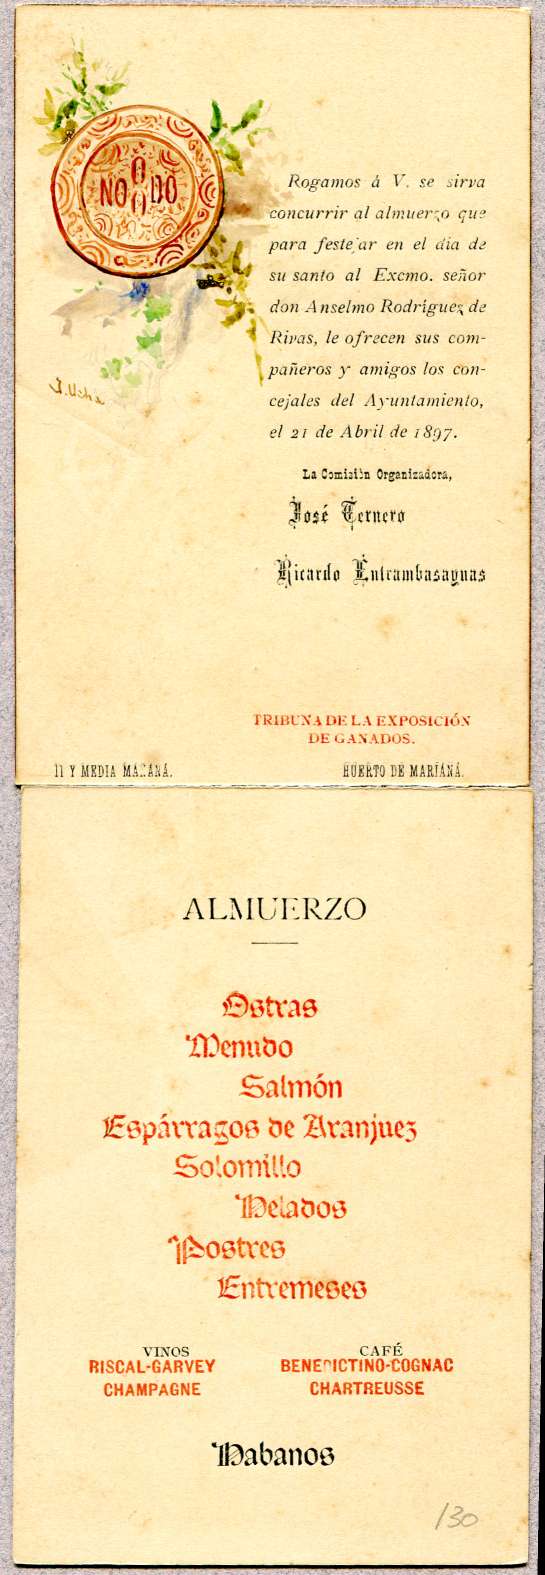 NO8DO
Rogamos á V. se sirva
concurrir al almuerzo que
para festejar en el dia de
su santo al Excmo. señor
don Anselmo Rodríguez de
Rivas, le ofrecen sus com-
pañeros y amigos los con-
cejales del Ayuntamiento,
el 21 de Abril de 1897.
La Comisión Organizadora,
José Ternero
Ricardo Entrambasaguas
TRIBUNA DE LA EXPOSICIÓN
DE GANADOS.
11 Y MEDIA MAÑANA.
HUERTO DE MARIANA.
ALMUERZO
Ostras
Menudo
Salmón
Espárragos de Aranjuez
Solomillo
Helados
Postres
Entremeses
VINOS
RISCAL-GARVEY
CHAMPAGNE
CAFÉ
BENEDICTINO-COGNAC
CHARTREUSSE
Habanos
130